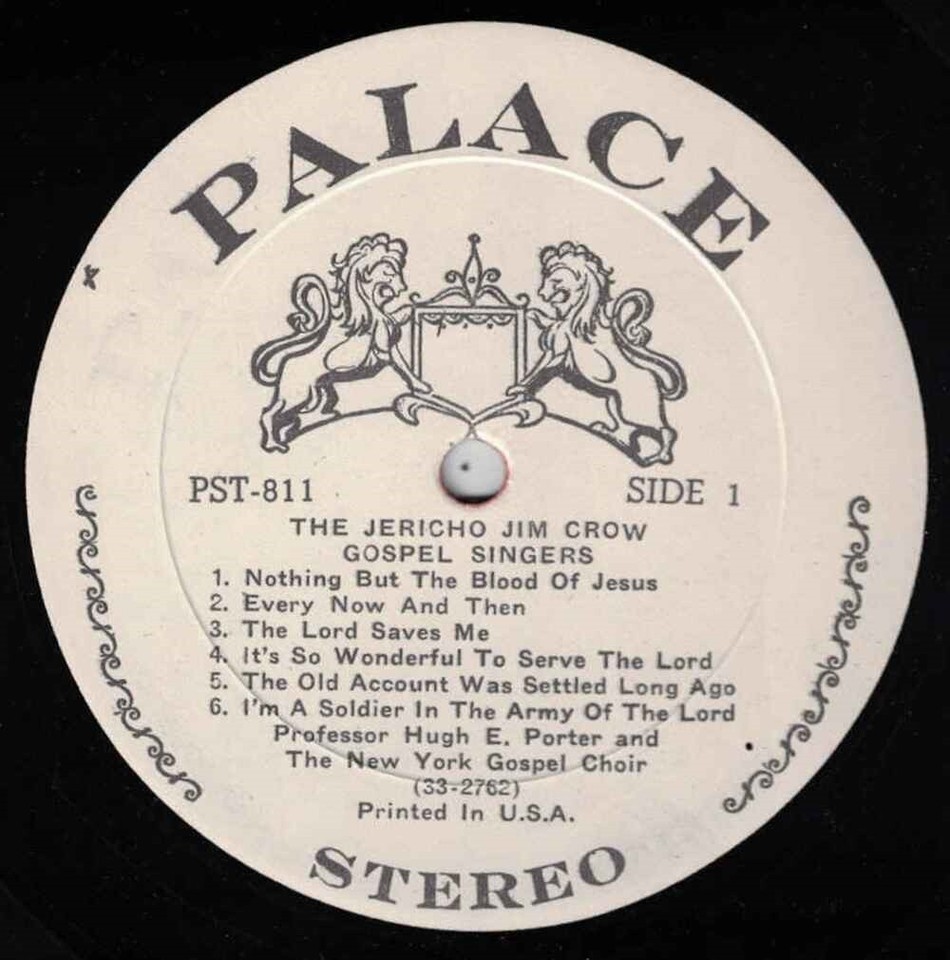 PALACE
PST-811 SIDE 1
THE JERICHO JIM CROW
GOSPEL SINGERS
1. Nothing But The Blood Of Jesus
2. Every Now And Then
3. The Lord Saves Me
4. It's So Wonderful To Serve The Lord
5. The Old Account Was Settled Long Ago
6. I'm A Soldier In The Army Of The Lord
Professor Hugh E. Porter and
The New York Gospel Choir
(33-2762)
Printed In U.S.A.
STEREO